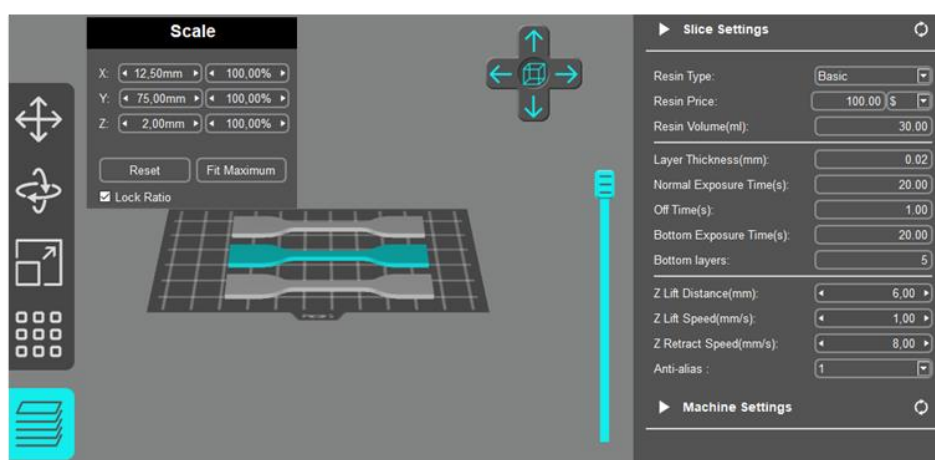 Scale
X: 12,50mm 100,00%
Y: 75,00mm 100,00%
Z: 2,00mm 100,00%
Reset Fit Maximum
Lock Ratio
Slice Settings
Resin Type: Basic
Resin Price: 100.00 $
Resin Volume(ml): 30.00
Layer Thickness(mm): 0.02
Normal Exposure Time(s): 20.00
Off Time(s): 1.00
Bottom Exposure Time(s): 20.00
Bottom layers: 5
Z Lift Distance(mm): 6,00
Z Lift Speed(mm/s): 1,00
Z Retract Speed(mm/s): 8,00
Anti-alias : 1
Machine Settings